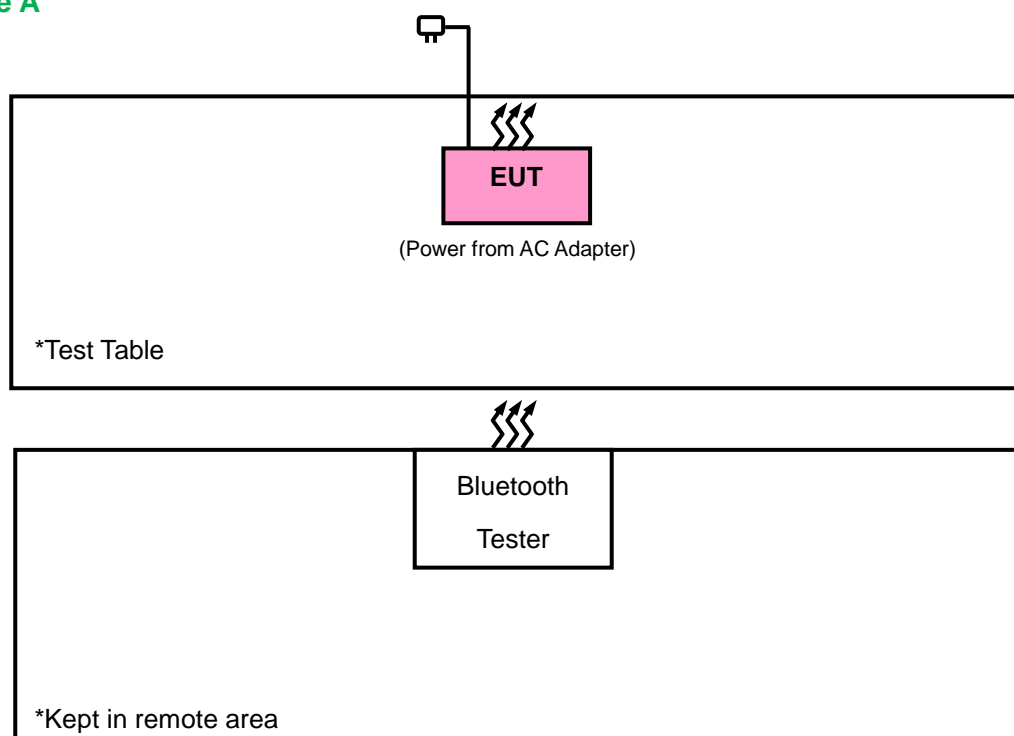 e A
EUT
(Power from AC Adapter)
*Test Table
Bluetooth
Tester
*Kept in remote area